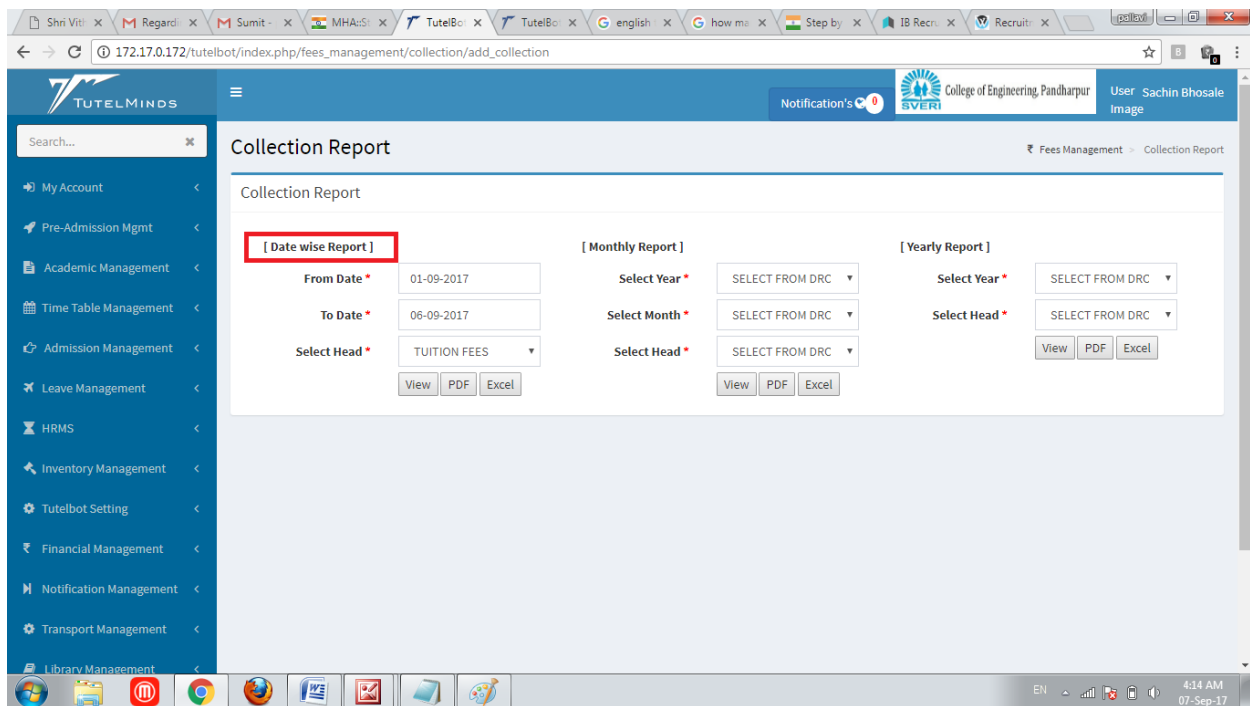 Shri Vith
Regardi
Sumit -
MHA::St
TutelBot
TutelBot
english
how ma
Step by
IB Recru
Recruitm
pallavi
172.17.0.172/tutelbot/index.php/fees_management/collection/add_collection
TUTELMINDS
Notification's 0
SVERI
College of Engineering, Pandharpur
User Image
Sachin Bhosale
Search...
Collection Report
₹ Fees Management > Collection Report
My Account
Pre-Admission Mgmt
Academic Management
Time Table Management
Admission Management
Leave Management
HRMS
Inventory Management
Tutelbot Setting
₹ Financial Management
Notification Management
Transport Management
Library Management
Collection Report
[ Date wise Report ]
From Date * 01-09-2017
To Date * 06-09-2017
Select Head * TUITION FEES
View PDF Excel
[ Monthly Report ]
Select Year * SELECT FROM DRC
Select Month * SELECT FROM DRC
Select Head * SELECT FROM DRC
View PDF Excel
[ Yearly Report ]
Select Year * SELECT FROM DRC
Select Head * SELECT FROM DRC
View PDF Excel
EN
4:14 AM
07-Sep-17